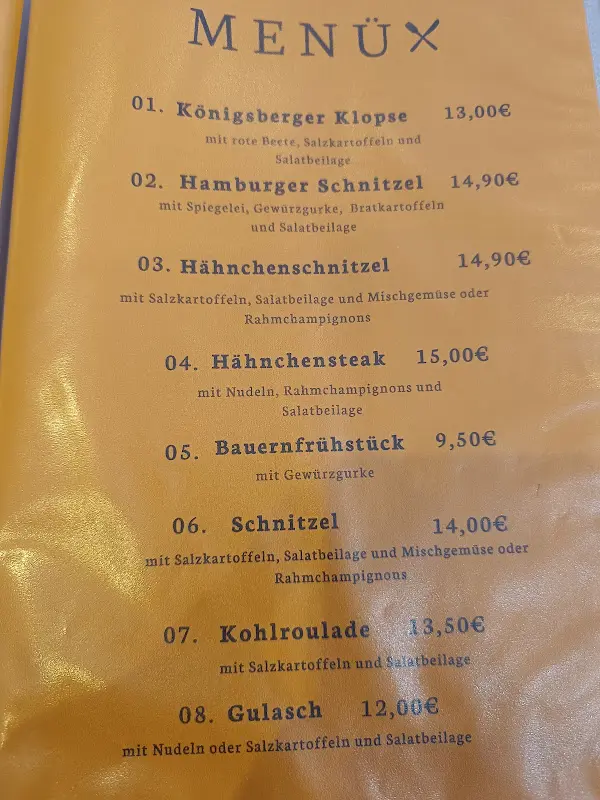 MENÜ
01. Königsberger Klopse 13,00€
mit rote Beete, Salzkartoffeln und
Salatbeilage
02. Hamburger Schnitzel 14,90€
mit Spiegelei, Gewürzgurke, Bratkartoffeln
und Salatbeilage
03. Hähnchenschnitzel 14,90€
mit Salzkartoffeln, Salatbeilage und Mischgemüse oder
Rahmchampignons
04. Hähnchensteak 15,00€
mit Nudeln, Rahmchampignons und
Salatbeilage
05. Bauernfrühstück 9,50€
mit Gewürzgurke
06. Schnitzel 14,00€
mit Salzkartoffeln, Salatbeilage und Mischgemüse oder
Rahmchampignons
07. Kohlroulade 13,50€
mit Salzkartoffeln und Salatbeilage
08. Gulasch 12,00€
mit Nudeln oder Salzkartoffeln und Salatbeilage